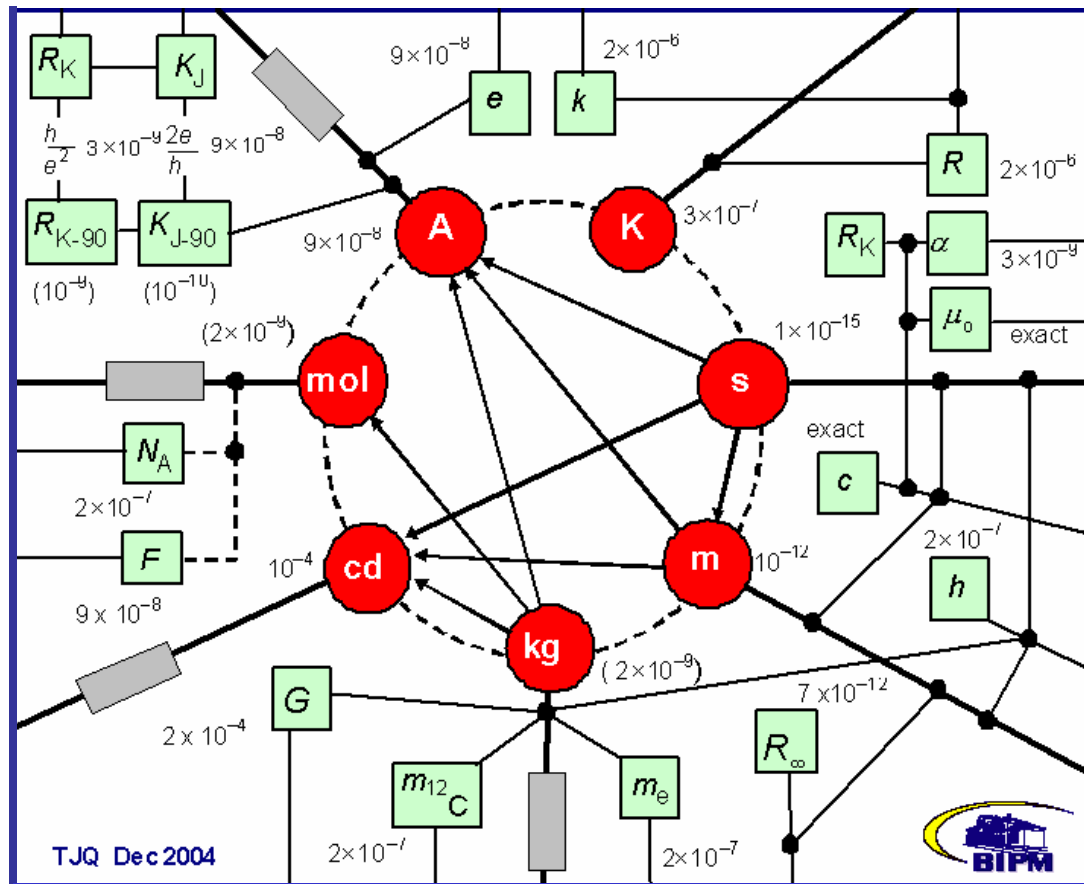 9×10⁻⁸
2×10⁻⁶
R_K
K_J
e
k
h/e²
3×10⁻⁹
2e/h
9×10⁻⁸
R
2×10⁻⁶
R_K-90
K_J-90
A
K
3×10⁻⁷
9×10⁻⁸
R_K
α
3×10⁻⁹
(10⁻⁹)
(10⁻¹⁰)
μ₀
exact
(2×10⁻⁹)
1×10⁻¹⁵
mol
s
N_A
exact
c
2×10⁻⁷
F
10⁻⁴
cd
m
10⁻¹²
2×10⁻⁷
h
9 x 10⁻⁸
kg
(2×10⁻⁹)
G
7 x10⁻¹²
2 x 10⁻⁴
R∞
m₁₂C
m_e
2×10⁻⁷
2×10⁻⁷
TJQ Dec 2004
BIPM